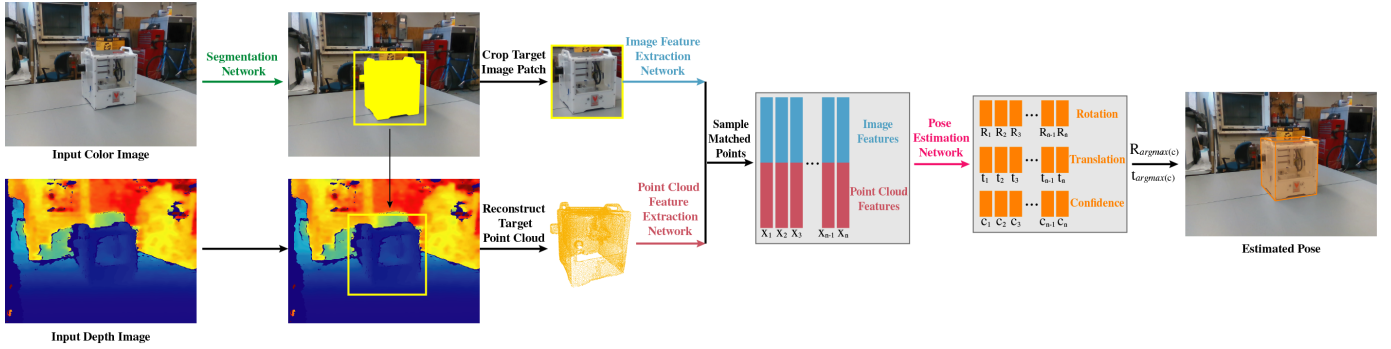 Input Color Image
Segmentation
Network
Crop Target
Image Patch
Image Feature
Extraction
Network
Input Depth Image
Reconstruct
Target
Point Cloud
Point Cloud
Feature
Extraction
Network
Sample
Matched
Points
Image
Features
Point Cloud
Features
X1 X2 X3 ... Xn-1 Xn
Pose
Estimation
Network
Rotation
R1 R2 R3 ... Rn-1 Rn
Translation
t1 t2 t3 ... tn-1 tn
Confidence
c1 c2 c3 ... cn-1 cn
Rargmax(c)
targmax(c)
Estimated Pose